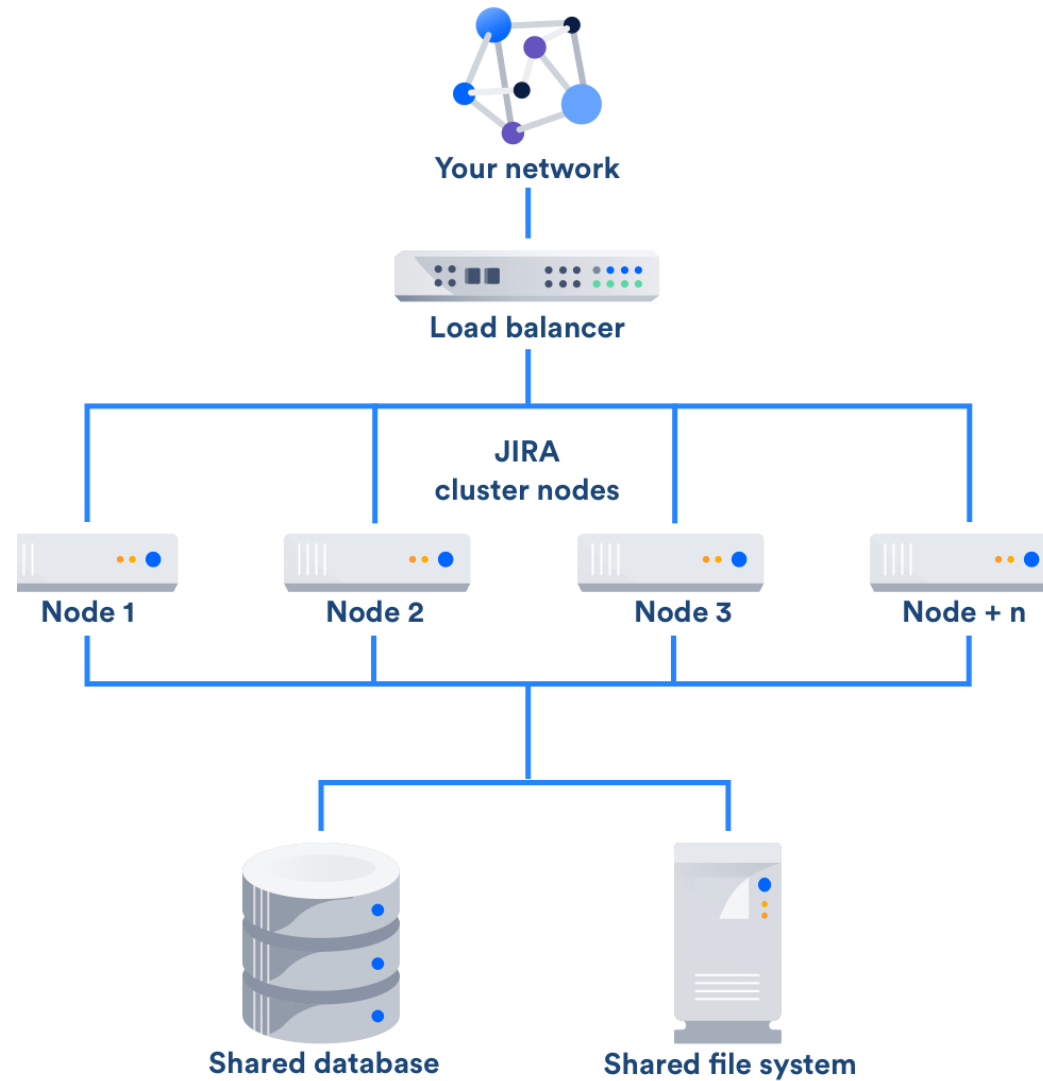 Your network
Load balancer
JIRA
cluster nodes
Node 1
Node 2
Node 3
Node + n
Shared database
Shared file system